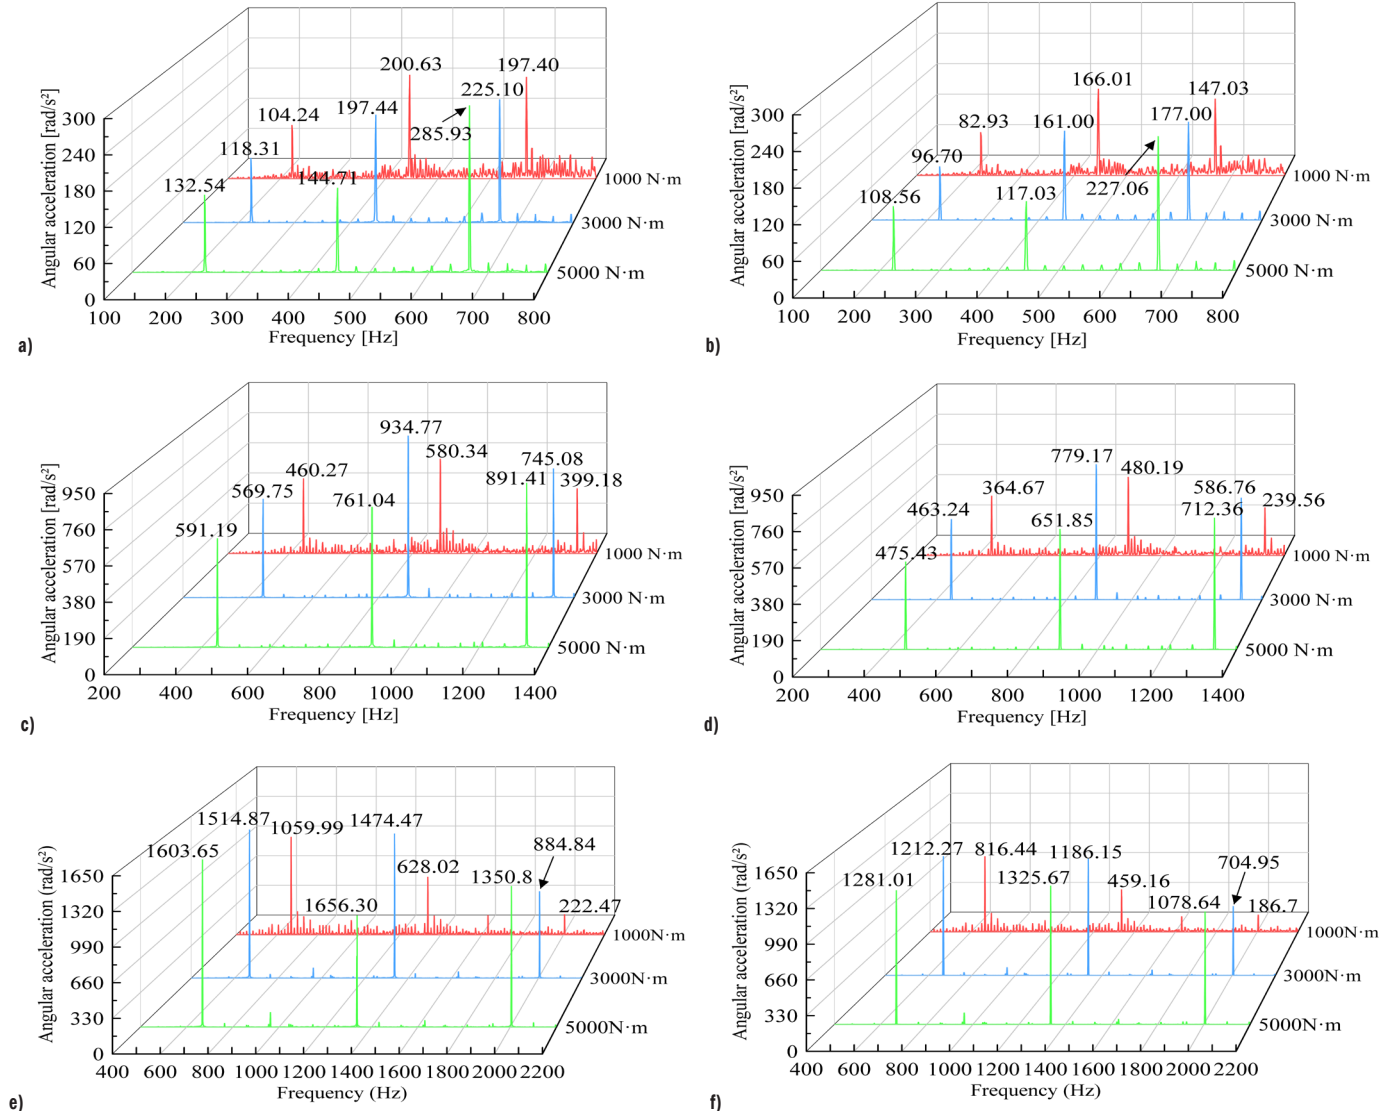 Angular acceleration [rad/s²]
300
240
180
120
60
0
200.63
197.40
225.10
104.24
197.44
285.93
118.31
132.54
144.71
1000 N·m
3000 N·m
5000 N·m
100 200 300 400 500 600 700 800
Frequency [Hz]
a)
Angular acceleration [rad/s²]
300
240
180
120
60
0
166.01
147.03
82.93
161.00
177.00
96.70
227.06
108.56
117.03
1000 N·m
3000 N·m
5000 N·m
100 200 300 400 500 600 700 800
Frequency [Hz]
b)
Angular acceleration [rad/s²]
950
760
570
380
190
0
934.77
580.34
745.08
460.27
891.41
399.18
569.75
761.04
591.19
1000 N·m
3000 N·m
5000 N·m
200 400 600 800 1000 1200 1400
Frequency [Hz]
c)
Angular acceleration [rad/s²]
950
760
570
380
190
0
779.17
480.19
364.67
586.76
239.56
463.24
651.85
712.36
475.43
1000 N·m
3000 N·m
5000 N·m
200 400 600 800 1000 1200 1400
Frequency [Hz]
d)
Angular acceleration (rad/s²)
1650
1320
990
660
330
0
1514.87
1059.99
1474.47
884.84
1603.65
628.02
1350.8
1656.30
222.47
1000N·m
3000N·m
5000N·m
400 600 800 1000 1200 1400 1600 1800 2000 2200
Frequency (Hz)
e)
Angular acceleration (rad/s²)
1650
1320
990
660
330
0
1212.27
816.44
1186.15
704.95
1281.01
1325.67
459.16
1078.64
186.7
1000N·m
3000N·m
5000N·m
400 600 800 1000 1200 1400 1600 1800 2000 2200
Frequency (Hz)
f)